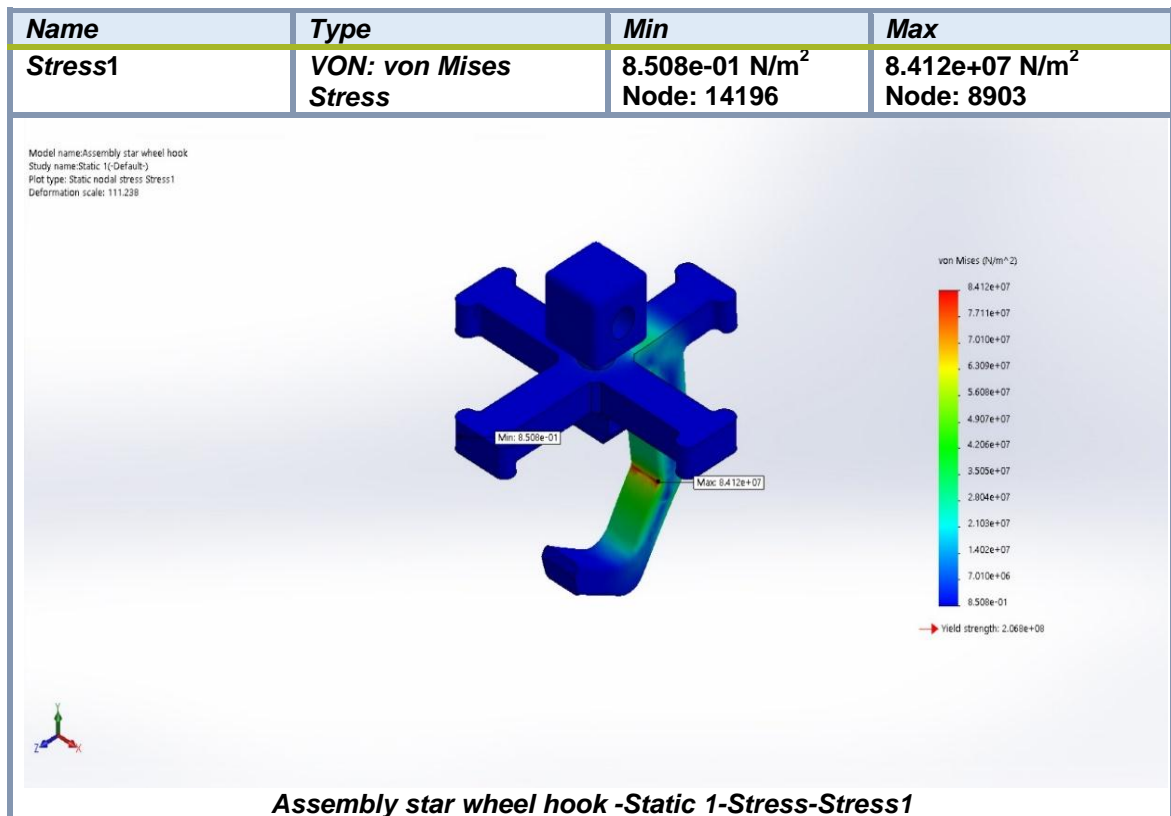 Name Type Min Max
Stress1 VON: von Mises 8.508e-01 N/m² 8.412e+07 N/m²
Stress Node: 14196 Node: 8903
Model name:Assembly star wheel hook
Study name:Static 1(-Default-)
Plot type: Static nodal stress Stress1
Deformation scale: 111.238
von Mises (N/m^2)
8.412e+07
7.711e+07
7.010e+07
6.309e+07
5.608e+07
4.907e+07
4.206e+07
3.505e+07
2.804e+07
2.103e+07
1.402e+07
7.010e+06
8.508e-01
Yield strength: 2.068e+08
Min: 8.508e-01
Max: 8.412e+07
Y
Z X
Assembly star wheel hook -Static 1-Stress-Stress1